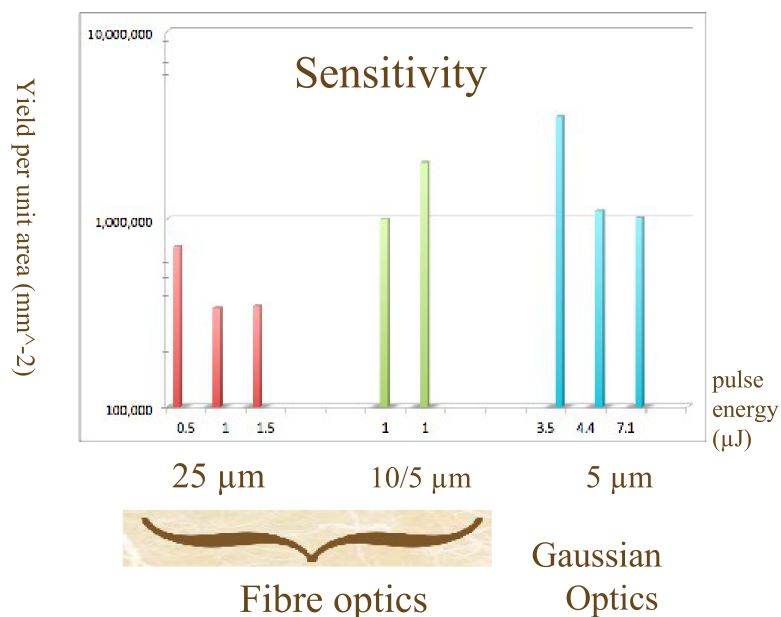 Sensitivity
Yield per unit area (mm^-2)
10,000,000
1,000,000
100,000
0.5 1 1.5 1 1 3.5 4.4 7.1
pulse
energy
(µJ)
25 µm 10/5 µm 5 µm
Fibre optics
Gaussian
Optics